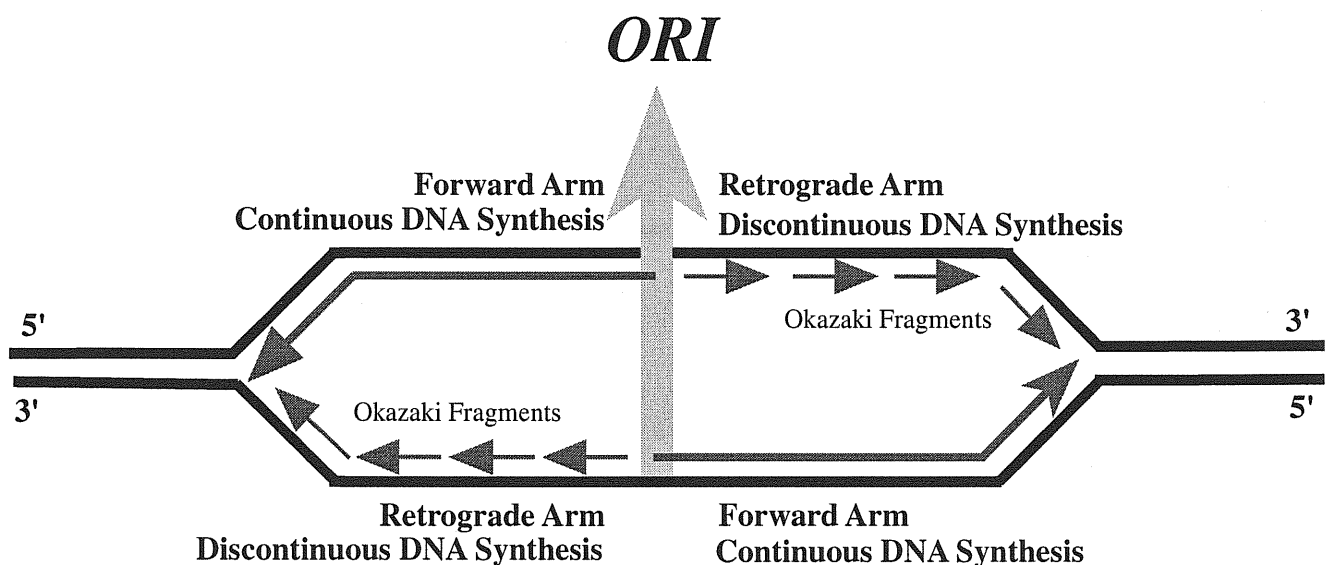 ORI
Forward Arm
Continuous DNA Synthesis
Retrograde Arm
Discontinuous DNA Synthesis
Okazaki Fragments
5'
3'
3'
5'
Okazaki Fragments
Retrograde Arm
Discontinuous DNA Synthesis
Forward Arm
Continuous DNA Synthesis